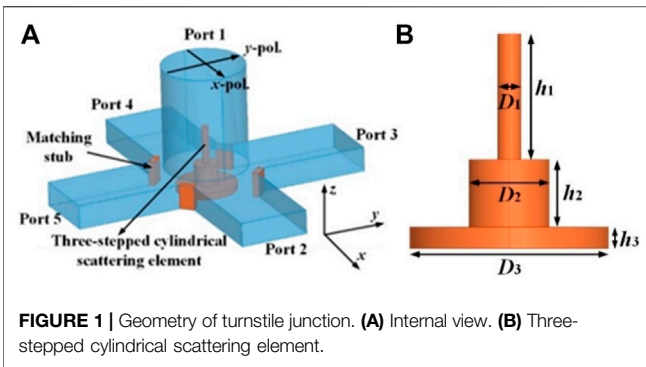 A
Port 1
y-pol.
x-pol.
Port 4
Matching
stub
Port 3
Port 5
Port 2
Three-stepped cylindrical
scattering element
z
y
x
B
D1
h1
D2
h2
h3
D3
FIGURE 1 | Geometry of turnstile junction. (A) Internal view. (B) Three-
stepped cylindrical scattering element.